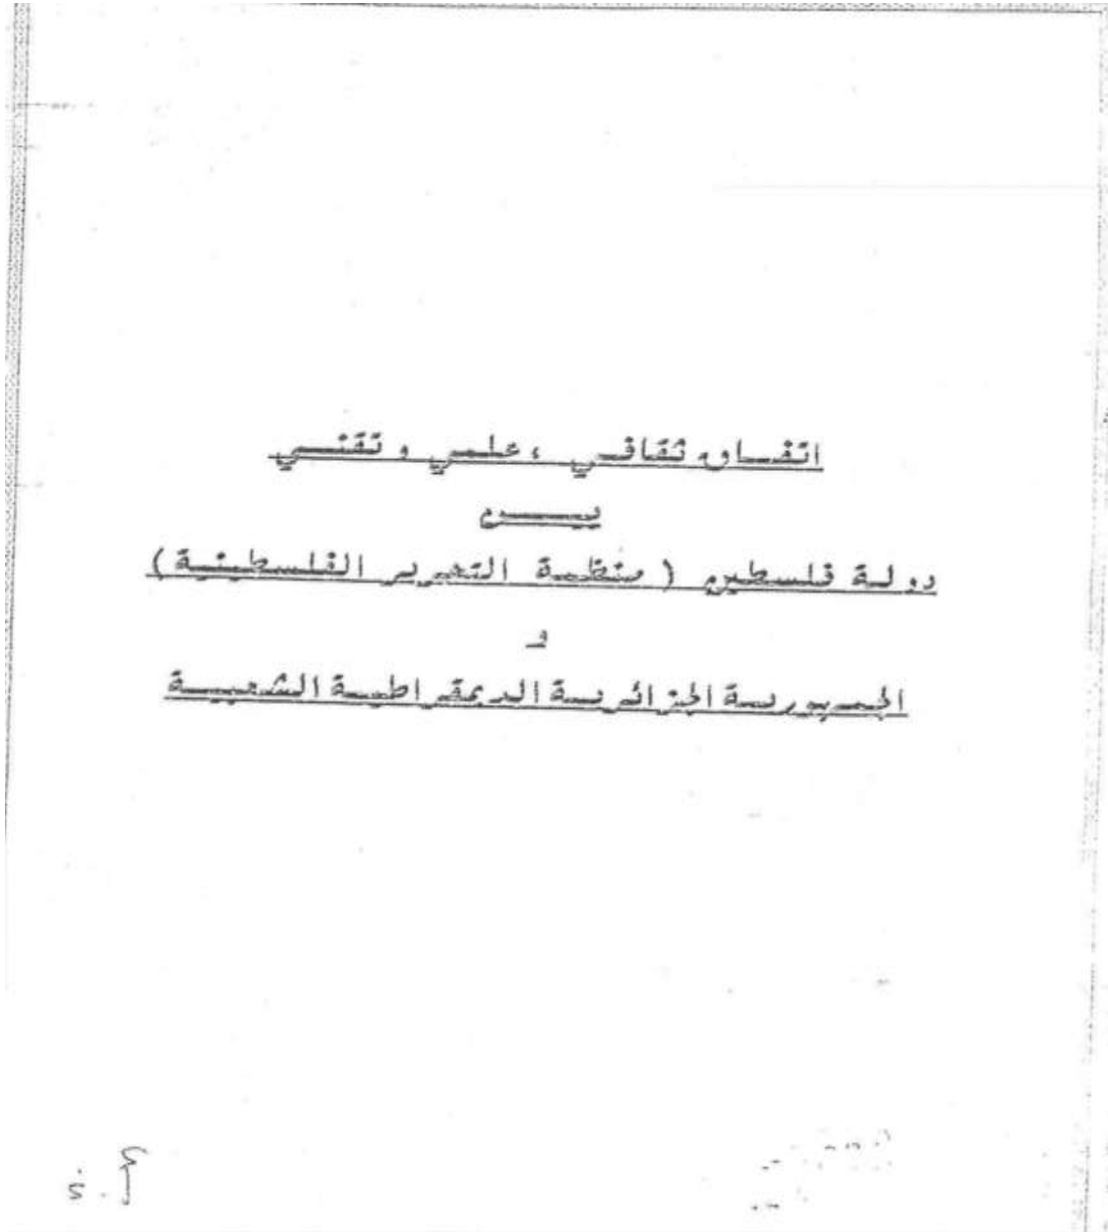 اتفاق ثقافي ، علمي و تقني
بين
دولة فلسطين ( منظمة التحرير الفلسطينية )
و
الجمهورية الجزائرية الديمقراطية الشعبية